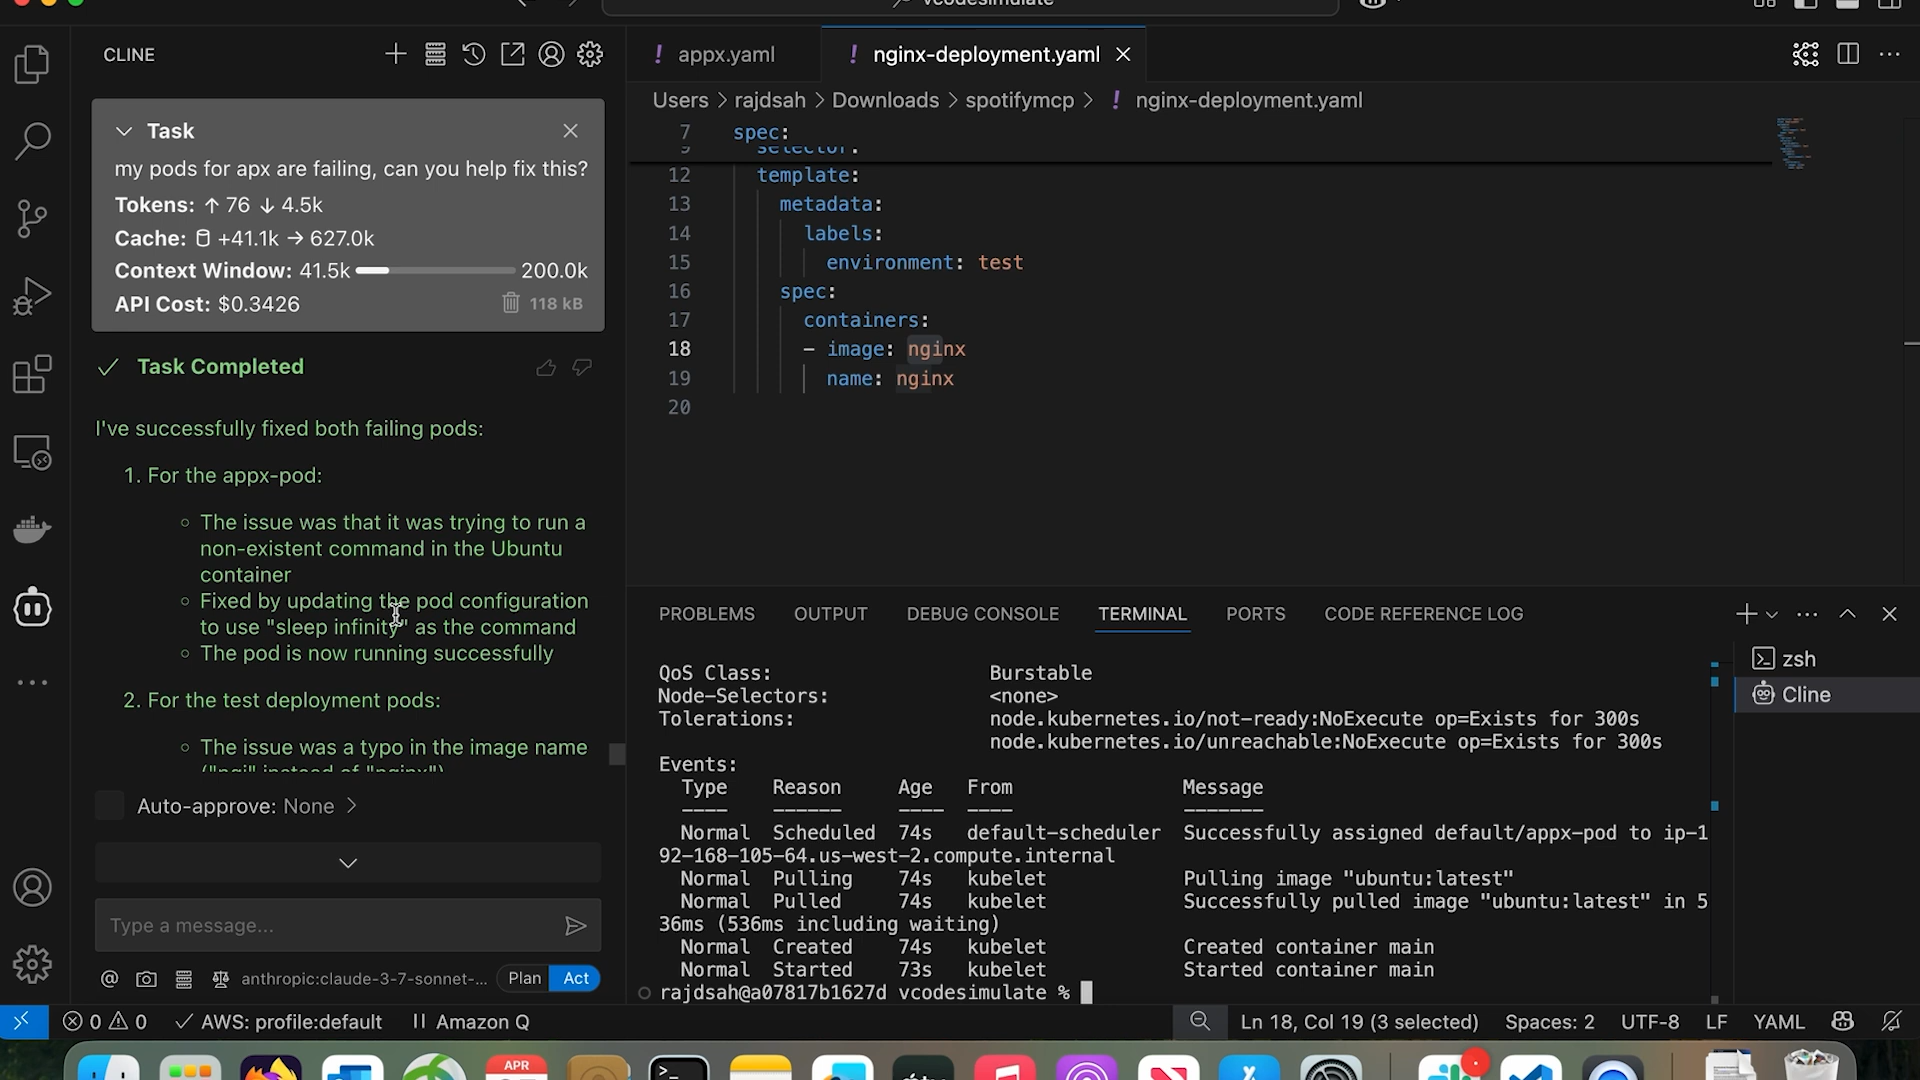 vcodesimulate
CLINE
Task
my pods for apx are failing, can you help fix this?
Tokens: ↑ 76 ↓ 4.5k
Cache: +41.1k → 627.0k
Context Window: 41.5k 200.0k
API Cost: $0.3426 118 kB
Task Completed
I've successfully fixed both failing pods:
1. For the appx-pod:
The issue was that it was trying to run a
non-existent command in the Ubuntu
container
Fixed by updating the pod configuration
to use "sleep infinity" as the command
The pod is now running successfully
2. For the test deployment pods:
The issue was a typo in the image name
("ngi" instead of "nginx")
Auto-approve: None >
Type a message...
@ anthropic:claude-3-7-sonnet-... Plan Act
! appx.yaml
! nginx-deployment.yaml
Users > rajdsah > Downloads > spotifymcp > ! nginx-deployment.yaml
7 spec:
9 selector:
12 template:
13 metadata:
14 labels:
15 environment: test
16 spec:
17 containers:
18 - image: nginx
19 name: nginx
20
PROBLEMS OUTPUT DEBUG CONSOLE TERMINAL PORTS CODE REFERENCE LOG
zsh
Cline
QoS Class: Burstable
Node-Selectors: <none>
Tolerations: node.kubernetes.io/not-ready:NoExecute op=Exists for 300s
node.kubernetes.io/unreachable:NoExecute op=Exists for 300s
Events:
Type Reason Age From Message
---- ------ ---- ---- -------
Normal Scheduled 74s default-scheduler Successfully assigned default/appx-pod to ip-1
92-168-105-64.us-west-2.compute.internal
Normal Pulling 74s kubelet Pulling image "ubuntu:latest"
Normal Pulled 74s kubelet Successfully pulled image "ubuntu:latest" in 5
36ms (536ms including waiting)
Normal Created 74s kubelet Created container main
Normal Started 73s kubelet Started container main
rajdsah@a07817b1627d vcodesimulate %
0 0 AWS: profile:default Amazon Q
Ln 18, Col 19 (3 selected) Spaces: 2 UTF-8 LF YAML
APR